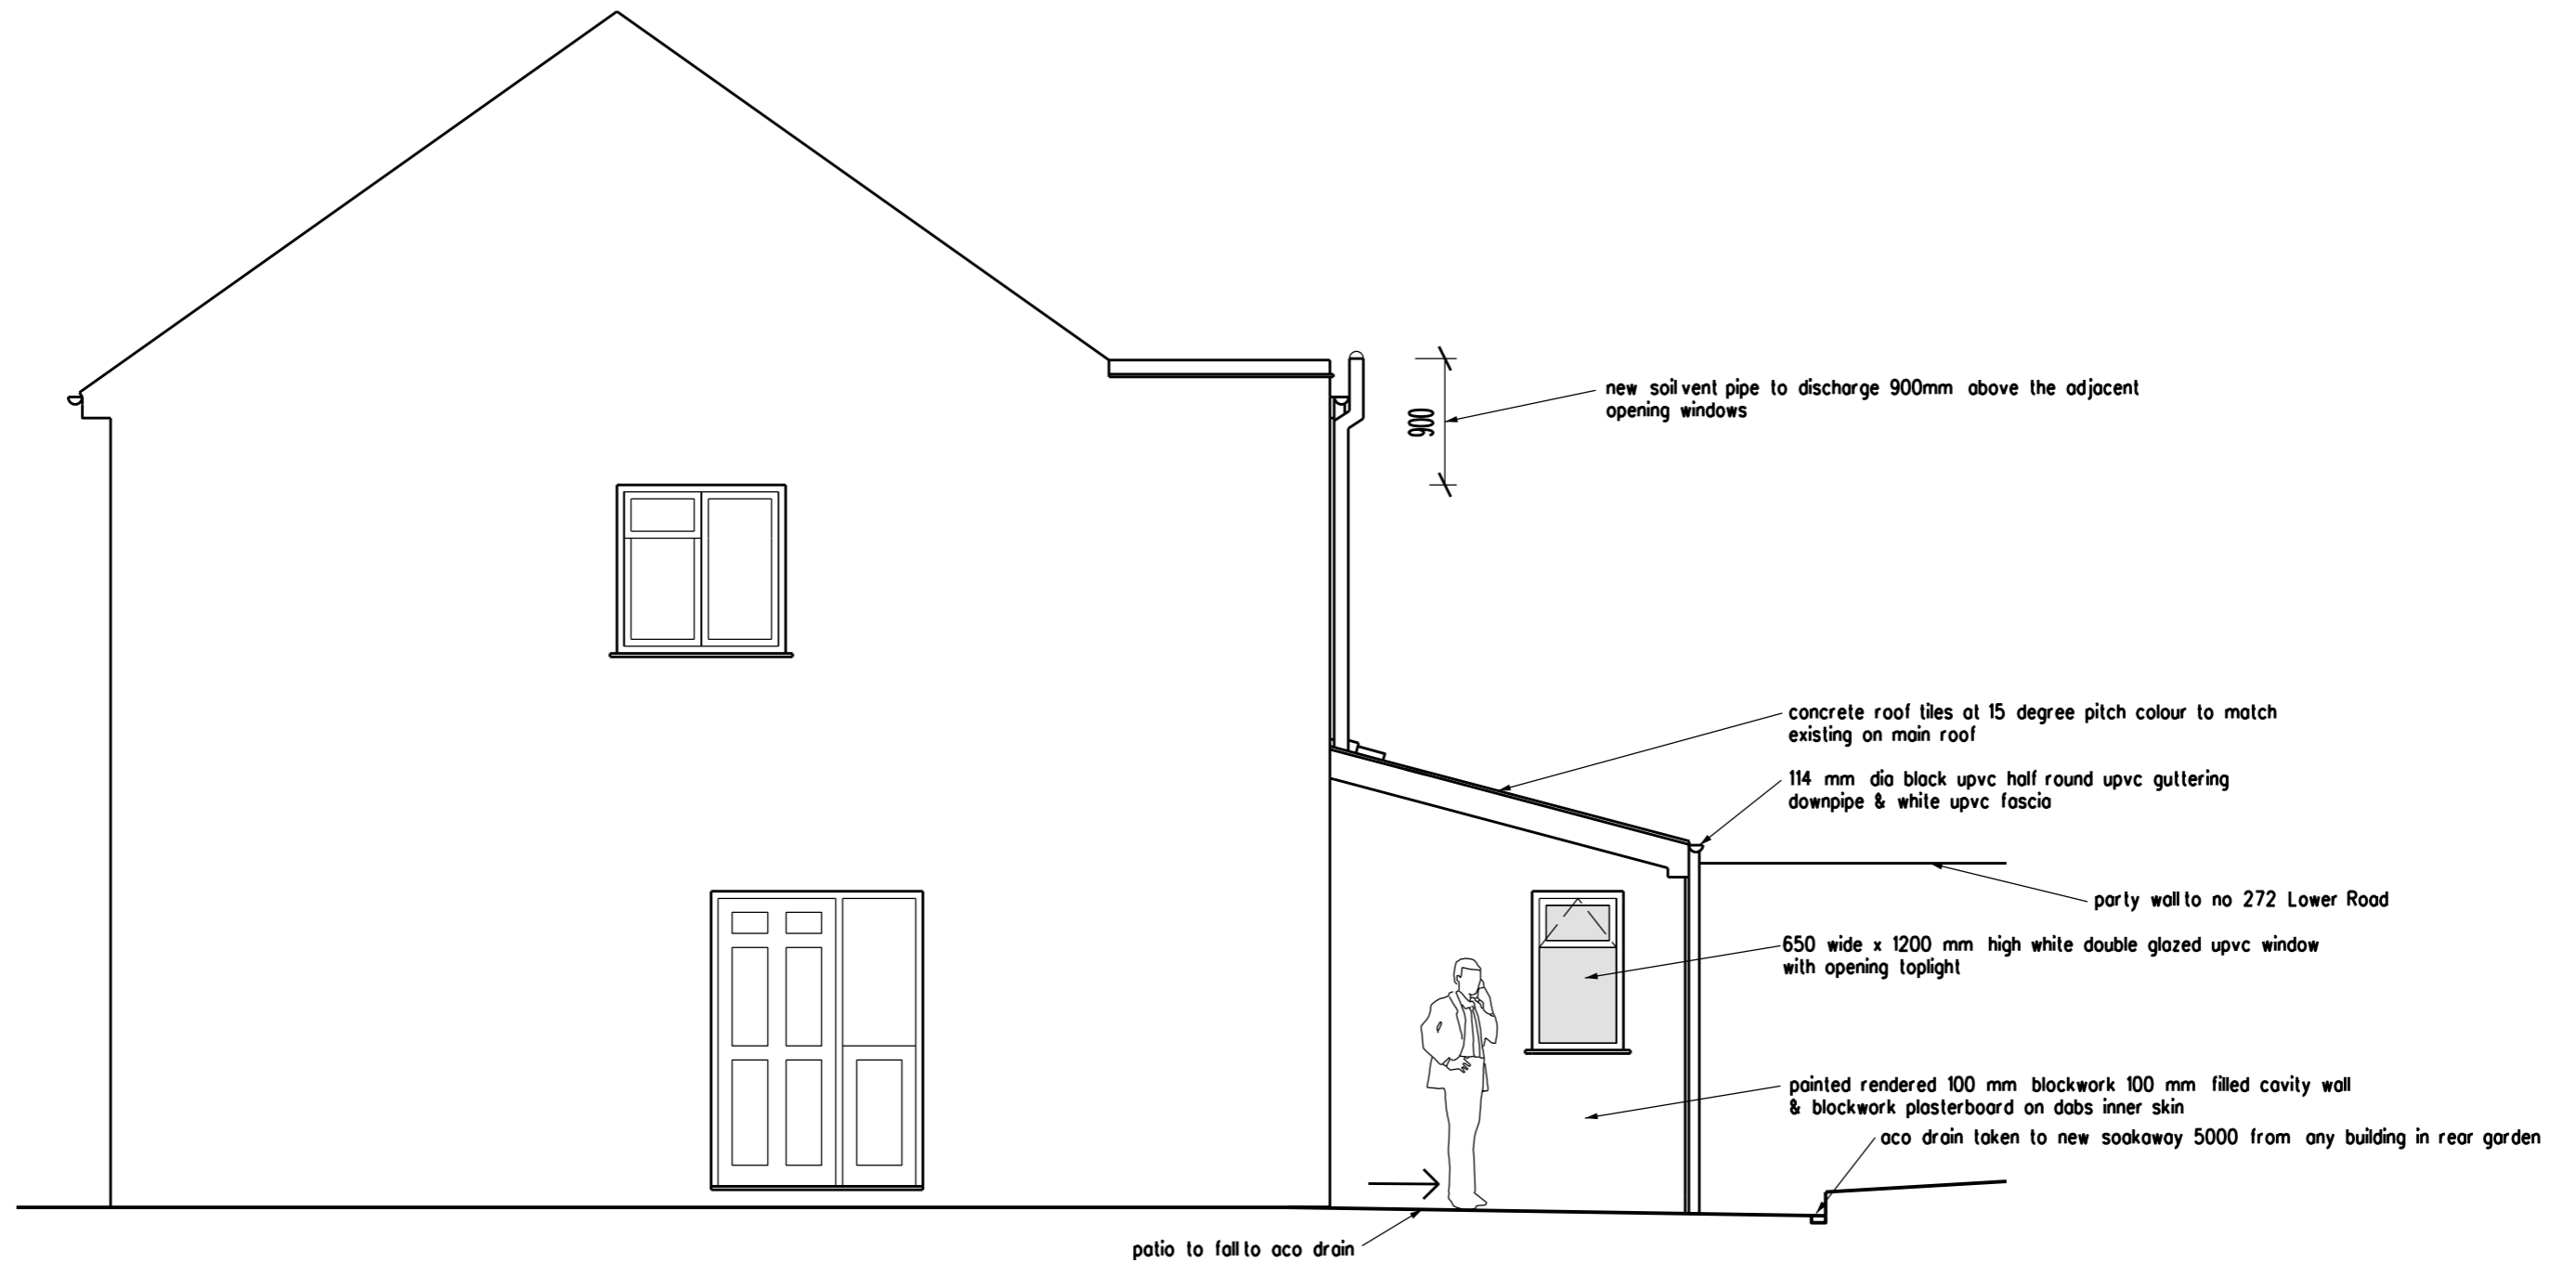 new soil vent pipe to discharge 900mm above the adjacent
opening windows
900
concrete roof tiles at 15 degree pitch colour to match
existing on main roof
114 mm dia black upvc half round upvc guttering
downpipe & white upvc fascia
party wall to no 272 Lower Road
650 wide x 1200 mm high white double glazed upvc window
with opening toplight
painted rendered 100 mm blockwork 100 mm filled cavity wall
& blockwork plasterboard on dabs inner skin
aco drain taken to new soakaway 5000 from any building in rear garden
patio to fall to aco drain